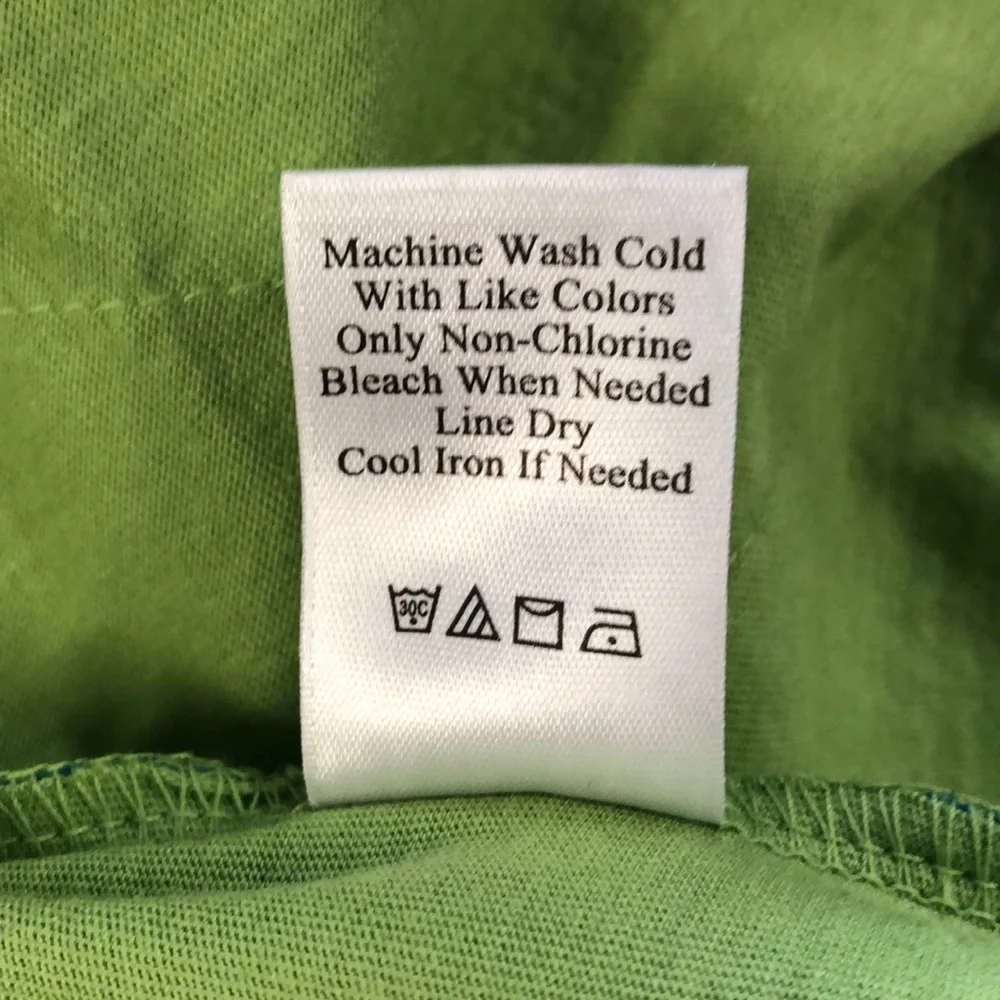 Machine Wash Cold
With Like Colors
Only Non-Chlorine
Bleach When Needed
Line Dry
Cool Iron If Needed
30C